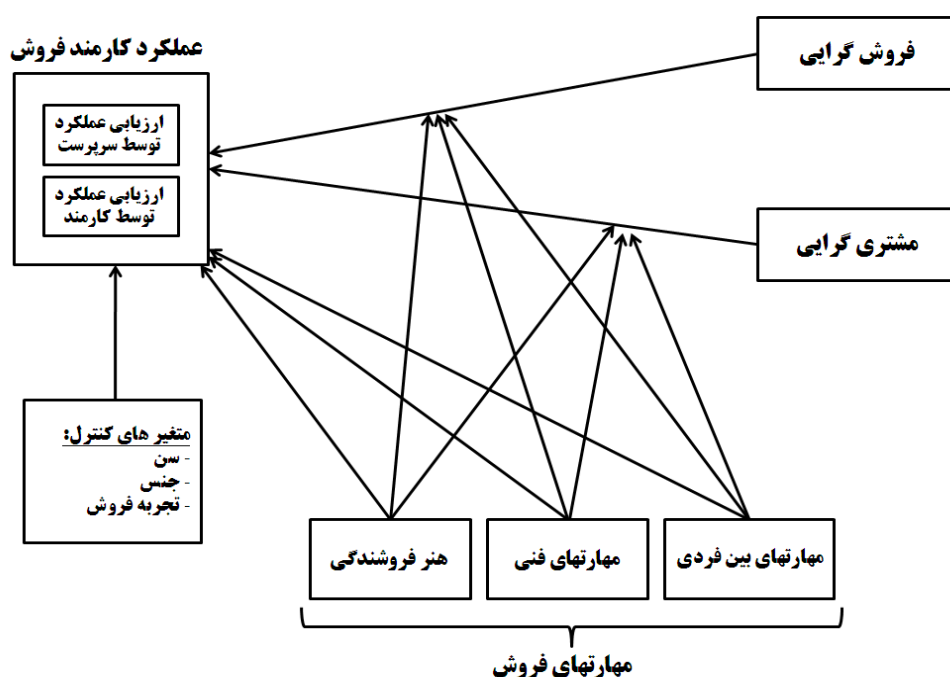 فروش گرایی
عملکرد کارمند فروش
ارزیابی عملکرد
توسط سرپرست
ارزیابی عملکرد
توسط کارمند
مشتری گرایی
متغیر های کنترل:
- سن
- جنس
- تجربه فروش
مهارتهای بین فردی
مهارتهای فنی
هنر فروشندگی
مهارتهای فروش